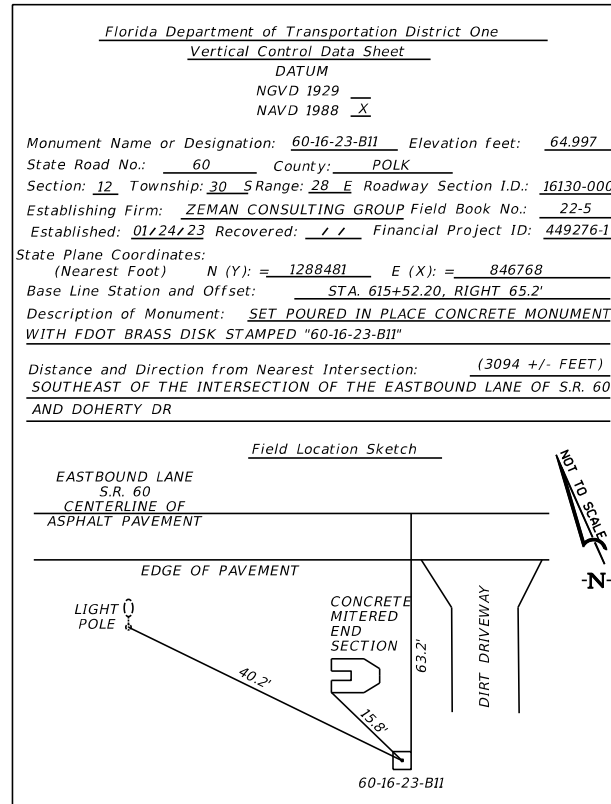 Florida Department of Transportation District One
Vertical Control Data Sheet
DATUM
NGVD 1929
NAVD 1988 X
Monument Name or Designation: 60-16-23-B11 Elevation feet: 64.997
State Road No.: 60 County: POLK
Section: 12 Township: 30 S Range: 28 E Roadway Section I.D.: 16130-000
Establishing Firm: ZEMAN CONSULTING GROUP Field Book No.: 22-5
Established: 01/24/23 Recovered: / / Financial Project ID: 449276-1
State Plane Coordinates:
(Nearest Foot) N (Y): = 1288481 E (X): = 846768
Base Line Station and Offset: STA. 615+52.20, RIGHT 65.2'
Description of Monument: SET POURED IN PLACE CONCRETE MONUMENT
WITH FDOT BRASS DISK STAMPED "60-16-23-B11"
Distance and Direction from Nearest Intersection: (3094 +/- FEET)
SOUTHEAST OF THE INTERSECTION OF THE EASTBOUND LANE OF S.R. 60
AND DOHERTY DR
Field Location Sketch
EASTBOUND LANE
S.R. 60
CENTERLINE OF
ASPHALT PAVEMENT
NOT TO SCALE
-N-
EDGE OF PAVEMENT
LIGHT
POLE
CONCRETE
MITERED
END
SECTION
63.2'
DIRT DRIVEWAY
40.2'
15.8'
60-16-23-B11